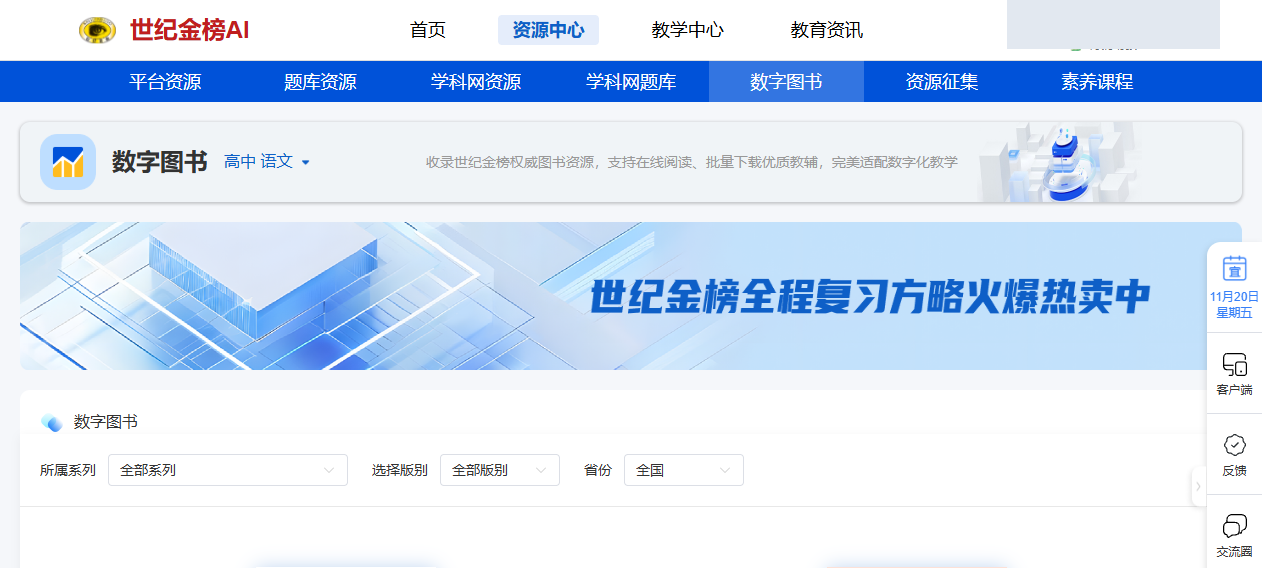 世纪金榜AI
首页 资源中心 教学中心 教育资讯
平台资源 题库资源 学科网资源 学科网题库 数字图书 资源征集 素养课程
数字图书 高中 语文
收录世纪金榜权威图书资源，支持在线阅读、批量下载优质教辅，完美适配数字化教学
世纪金榜全程复习方略火爆热卖中
宜
11月20日
星期五
客户端
反馈
交流圈
数字图书
所属系列 全部系列 选择版别 全部版别 省份 全国